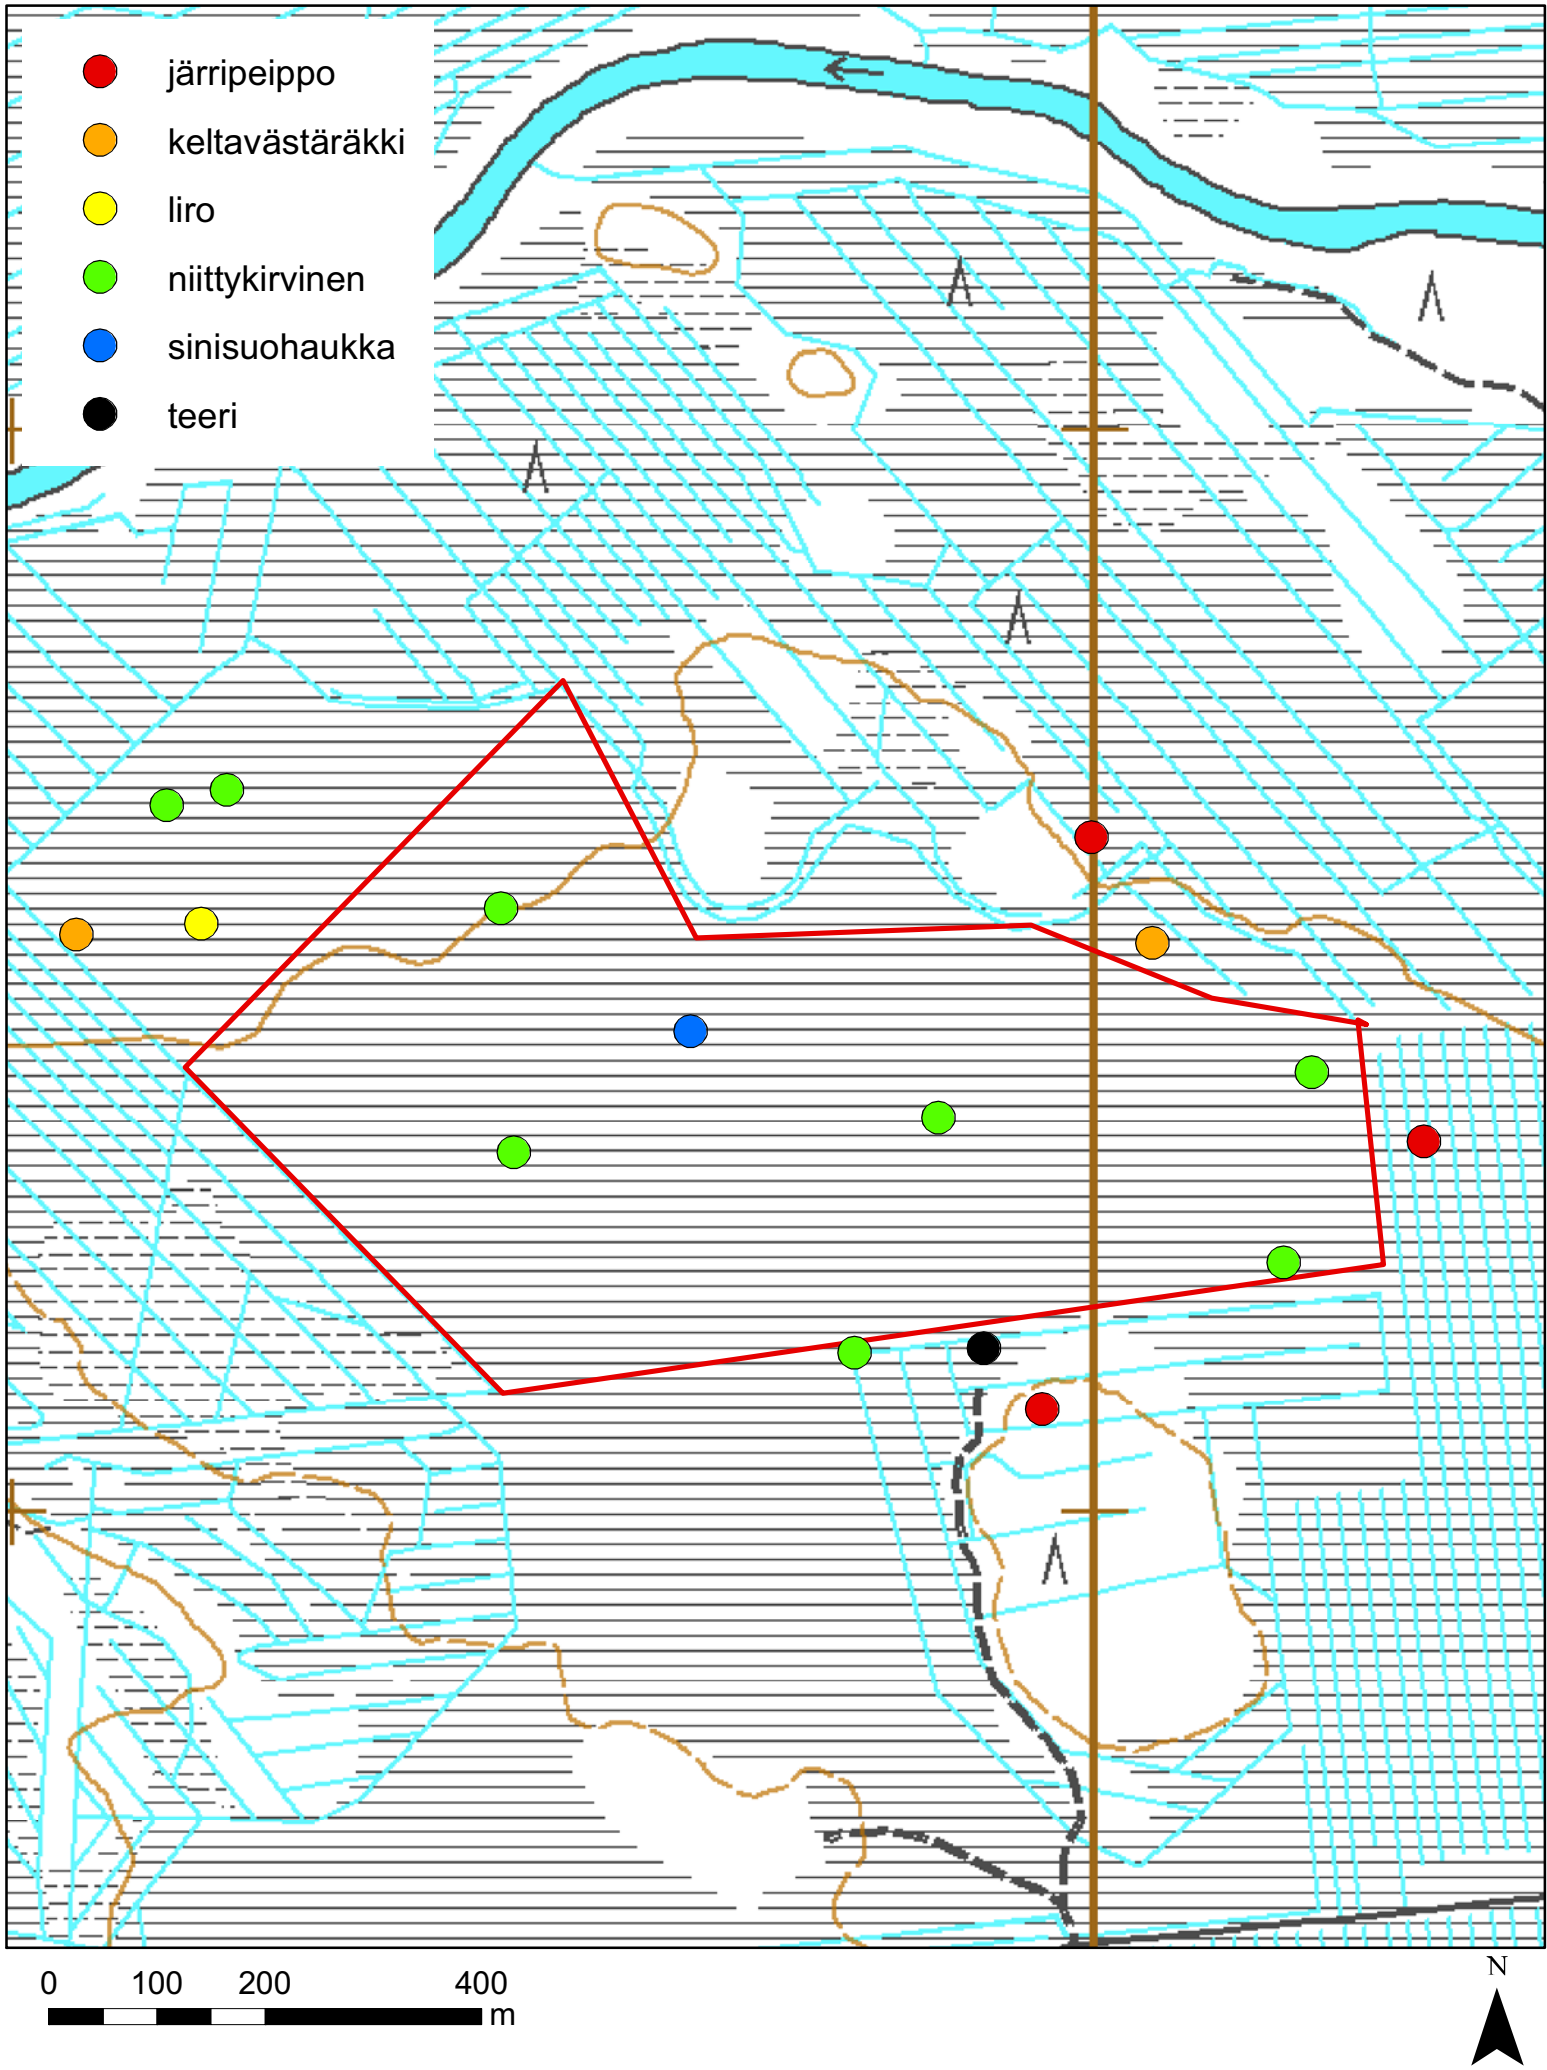 järripeippo
keltavästäräkki
liro
niittykirvinen
sinisuohaukka
teeri
0 100 200 400
m
N